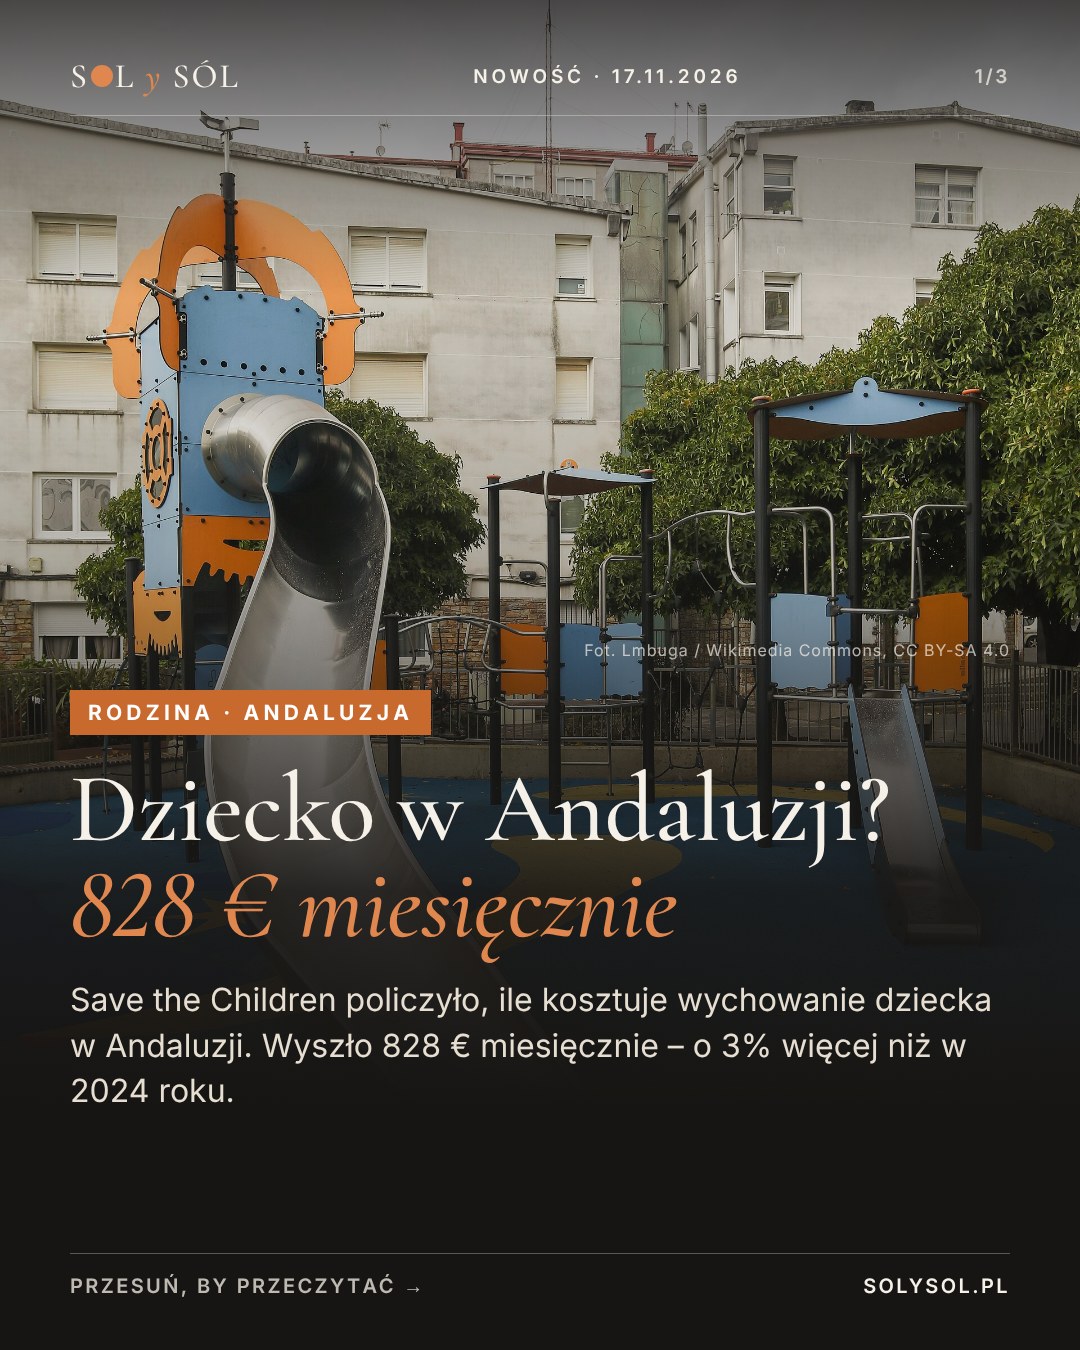 SOL y SÓL
NOWOŚĆ · 17.11.2026
1/3
Fot. Lmbuga / Wikimedia Commons, CC BY-SA 4.0
RODZINA · ANDALUZJA
Dziecko w Andaluzji?
828 € miesięcznie
Save the Children policzyło, ile kosztuje wychowanie dziecka
w Andaluzji. Wyszło 828 € miesięcznie – o 3% więcej niż w
2024 roku.
PRZESUŃ, BY PRZECZYTAĆ →
SOLYSOL.PL